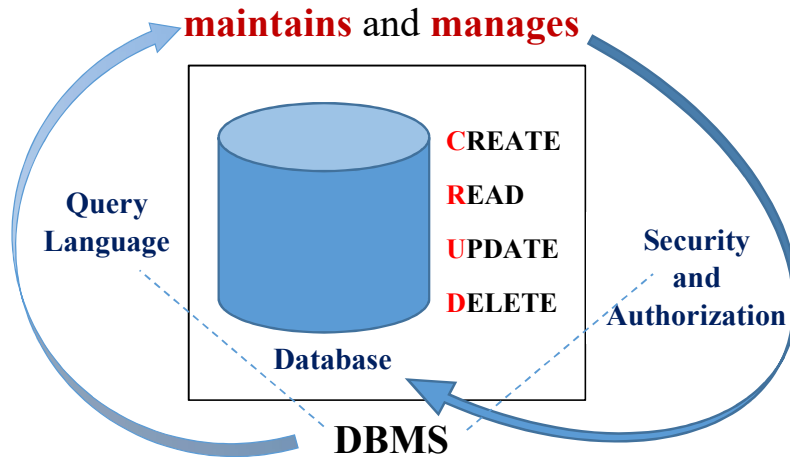 maintains and manages
CREATE
READ
UPDATE
DELETE
Query
Language
Security
and
Authorization
Database
DBMS